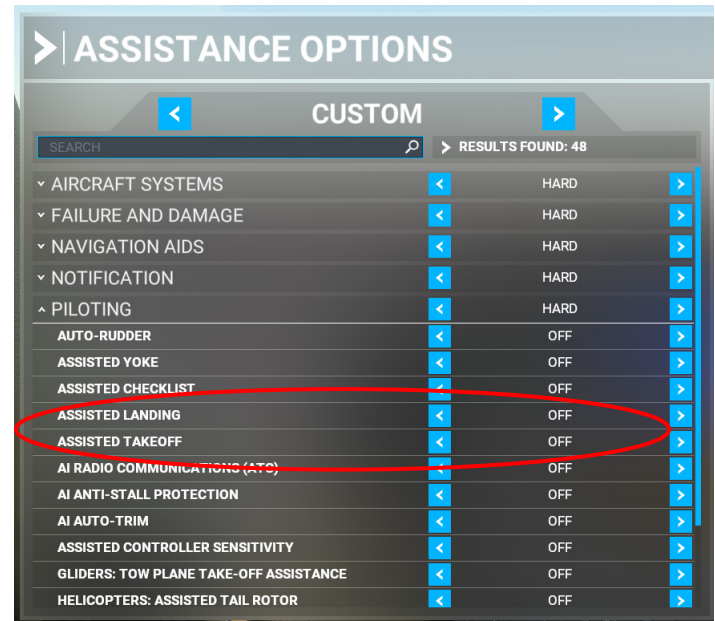 ASSISTANCE OPTIONS
CUSTOM
SEARCH
RESULTS FOUND: 48
AIRCRAFT SYSTEMS HARD
FAILURE AND DAMAGE HARD
NAVIGATION AIDS HARD
NOTIFICATION HARD
PILOTING HARD
AUTO-RUDDER OFF
ASSISTED YOKE OFF
ASSISTED CHECKLIST OFF
ASSISTED LANDING OFF
ASSISTED TAKEOFF OFF
AI RADIO COMMUNICATIONS (ATC) OFF
AI ANTI-STALL PROTECTION OFF
AI AUTO-TRIM OFF
ASSISTED CONTROLLER SENSITIVITY OFF
GLIDERS: TOW PLANE TAKE-OFF ASSISTANCE OFF
HELICOPTERS: ASSISTED TAIL ROTOR OFF